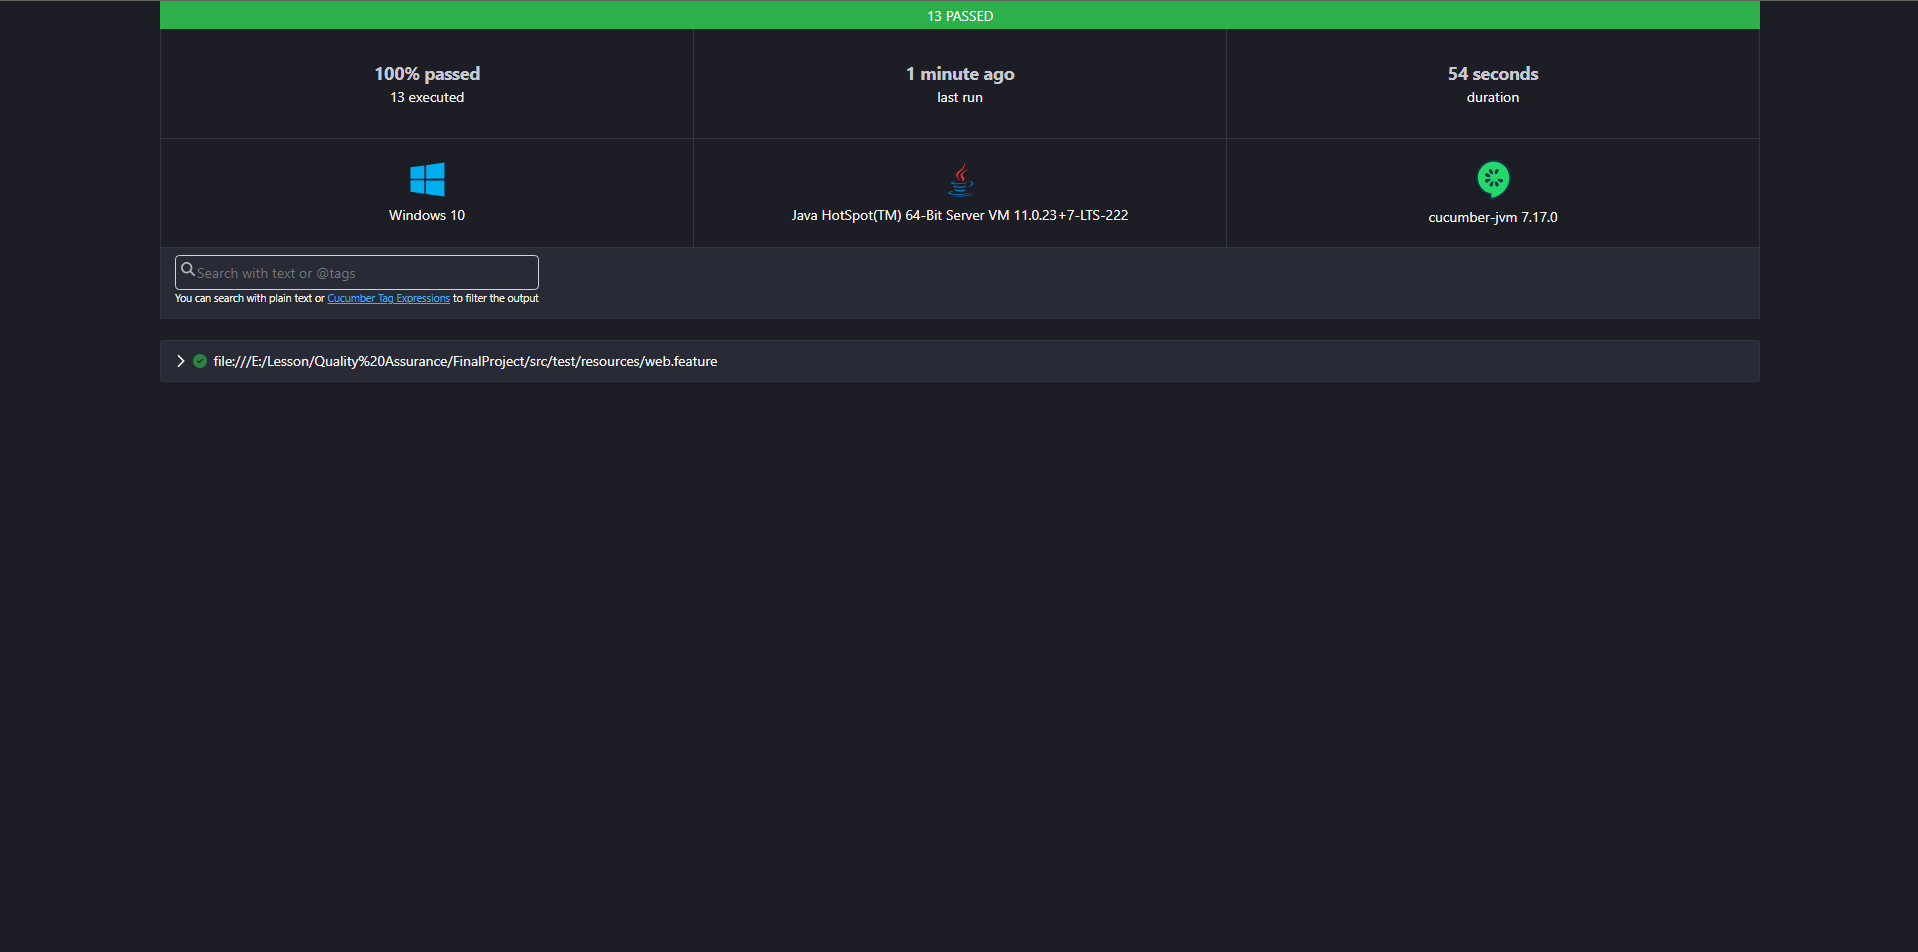 13 PASSED
100% passed
13 executed
1 minute ago
last run
54 seconds
duration
Windows 10
Java HotSpot(TM) 64-Bit Server VM 11.0.23+7-LTS-222
cucumber-jvm 7.17.0
Search with text or @tags
You can search with plain text or Cucumber Tag Expressions to filter the output
file:///E:/Lesson/Quality%20Assurance/FinalProject/src/test/resources/web.feature